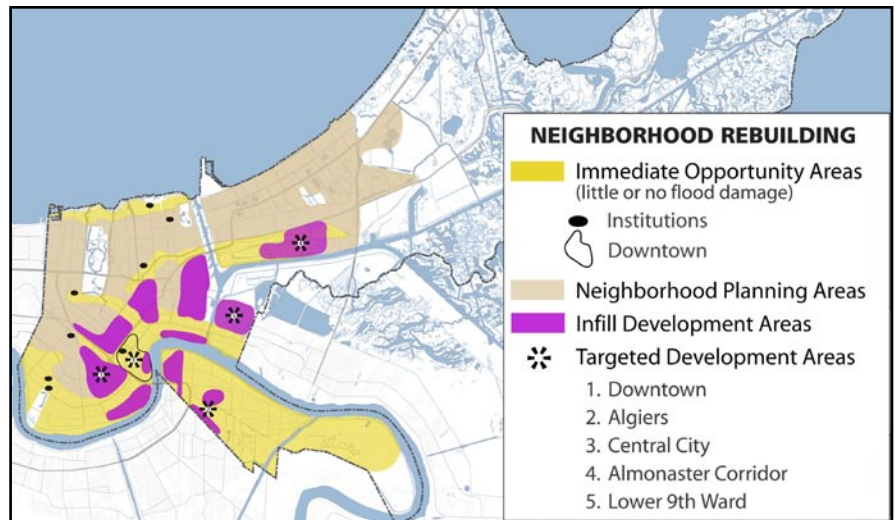 NEIGHBORHOOD REBUILDING
Immediate Opportunity Areas
(little or no flood damage)
Institutions
Downtown
Neighborhood Planning Areas
Infill Development Areas
Targeted Development Areas
1. Downtown
2. Algiers
3. Central City
4. Almonaster Corridor
5. Lower 9th Ward